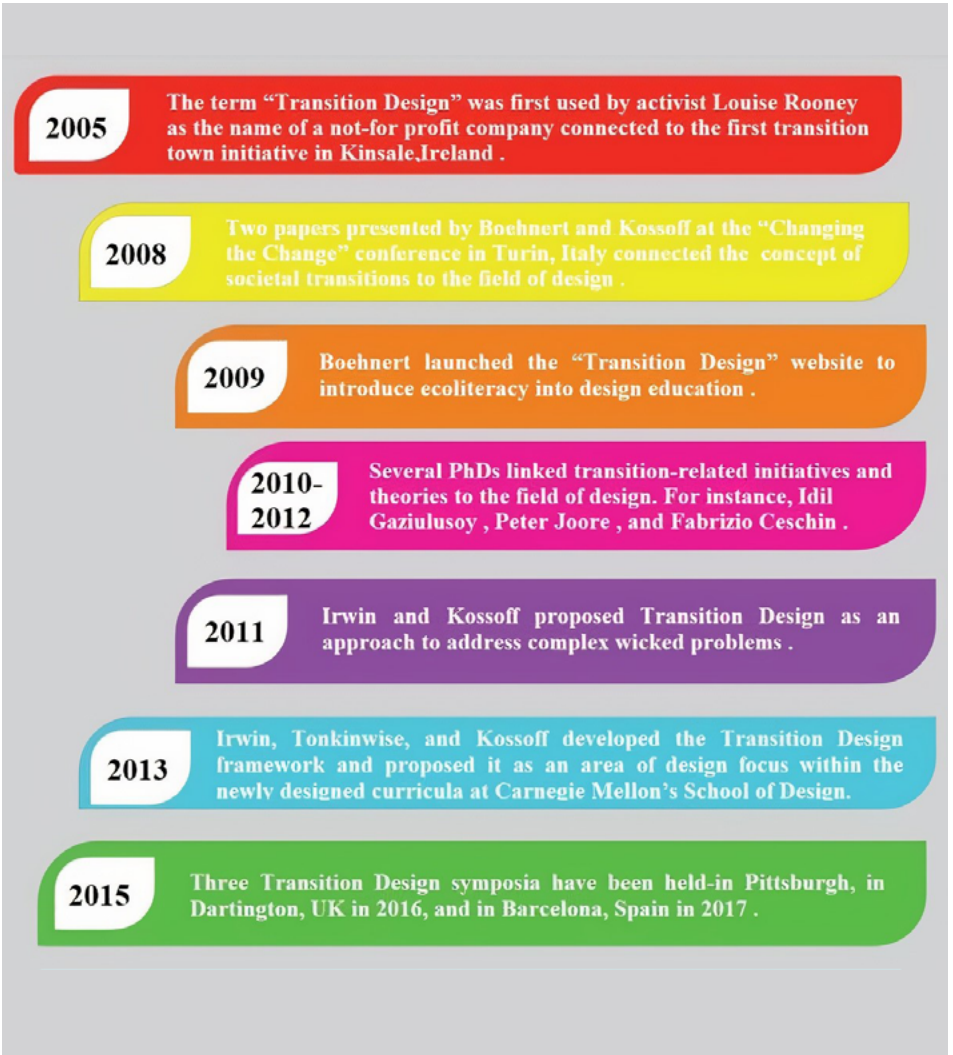 2005
The term “Transition Design” was first used by activist Louise Rooney
as the name of a not-for profit company connected to the first transition
town initiative in Kinsale,Ireland .
2008
Two papers presented by Boehnert and Kossoff at the “Changing
the Change” conference in Turin, Italy connected the concept of
societal transitions to the field of design .
2009
Boehnert launched the “Transition Design” website to
introduce ecoliteracy into design education .
2010-
2012
Several PhDs linked transition-related initiatives and
theories to the field of design. For instance, Idil
Gaziulusoy , Peter Joore , and Fabrizio Ceschin .
2011
Irwin and Kossoff proposed Transition Design as an
approach to address complex wicked problems .
2013
Irwin, Tonkinwise, and Kossoff developed the Transition Design
framework and proposed it as an area of design focus within the
newly designed curricula at Carnegie Mellon’s School of Design.
2015
Three Transition Design symposia have been held-in Pittsburgh, in
Dartington, UK in 2016, and in Barcelona, Spain in 2017 .